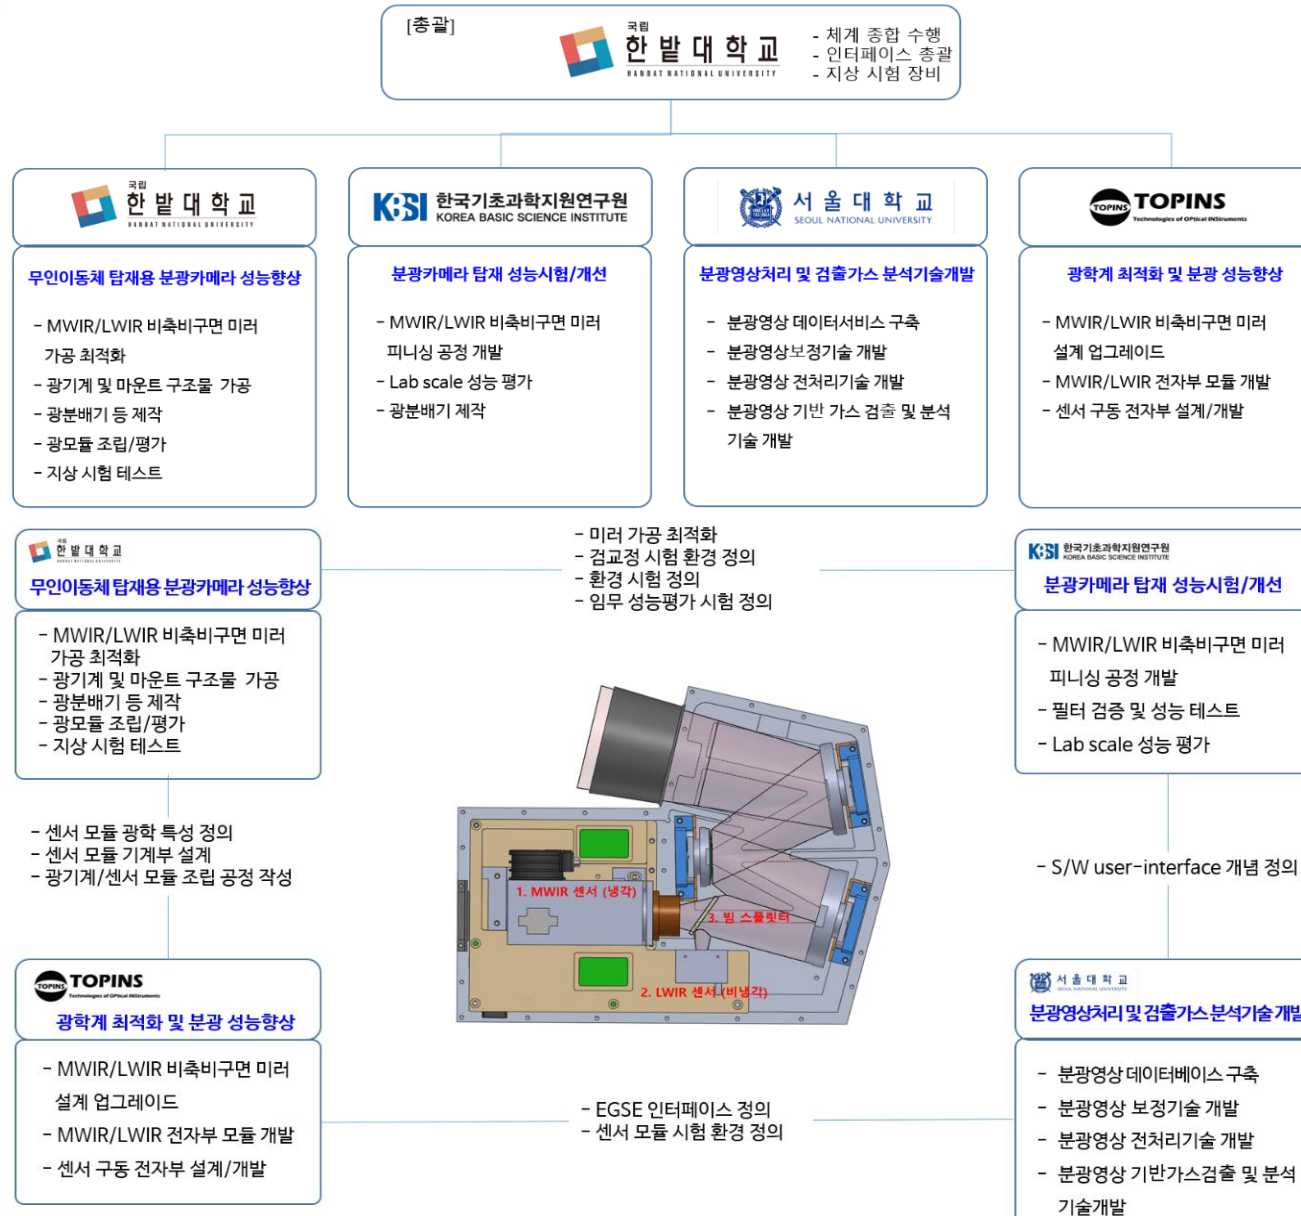 [총괄]
국립
한밭대학교
HANBAT NATIONAL UNIVERSITY
- 체계 종합 수행
- 인터페이스 총괄
- 지상 시험 장비
국립
한밭대학교
HANBAT NATIONAL UNIVERSITY
무인이동체 탑재용 분광카메라 성능향상
- MWIR/LWIR 비축비구면 미러
가공 최적화
- 광기계 및 마운트 구조물 가공
- 광분배기 등 제작
- 광모듈 조립/평가
- 지상 시험 테스트
KBSI 한국기초과학지원연구원
KOREA BASIC SCIENCE INSTITUTE
분광카메라 탑재 성능시험/개선
- MWIR/LWIR 비축비구면 미러
피니싱 공정 개발
- Lab scale 성능 평가
- 광분배기 제작
서울대학교
SEOUL NATIONAL UNIVERSITY
분광영상처리 및 검출가스 분석기술개발
- 분광영상 데이터서비스 구축
- 분광영상보정기술 개발
- 분광영상 전처리기술 개발
- 분광영상 기반 가스 검출 및 분석
기술 개발
TOPINS TOPINS
Technologies of OPtical INStruments
광학계 최적화 및 분광 성능향상
- MWIR/LWIR 비축비구면 미러
설계 업그레이드
- MWIR/LWIR 전자부 모듈 개발
- 센서 구동 전자부 설계/개발
국립
한밭대학교
HANBAT NATIONAL UNIVERSITY
무인이동체 탑재용 분광카메라 성능향상
- MWIR/LWIR 비축비구면 미러
가공 최적화
- 광기계 및 마운트 구조물 가공
- 광분배기 등 제작
- 광모듈 조립/평가
- 지상 시험 테스트
- 미러 가공 최적화
- 검교정 시험 환경 정의
- 환경 시험 정의
- 임무 성능평가 시험 정의
KBSI 한국기초과학지원연구원
KOREA BASIC SCIENCE INSTITUTE
분광카메라 탑재 성능시험/개선
- MWIR/LWIR 비축비구면 미러
피니싱 공정 개발
- 필터 검증 및 성능 테스트
- Lab scale 성능 평가
- 센서 모듈 광학 특성 정의
- 센서 모듈 기계부 설계
- 광기계/센서 모듈 조립 공정 작성
1. MWIR 센서 (냉각)
3. 빔 스플릿터
2. LWIR 센서 (비냉각)
- S/W user-interface 개념 정의
TOPINS TOPINS
Technologies of OPtical INStruments
광학계 최적화 및 분광 성능향상
- MWIR/LWIR 비축비구면 미러
설계 업그레이드
- MWIR/LWIR 전자부 모듈 개발
- 센서 구동 전자부 설계/개발
- EGSE 인터페이스 정의
- 센서 모듈 시험 환경 정의
서울대학교
SEOUL NATIONAL UNIVERSITY
분광영상처리 및 검출가스 분석기술개발
- 분광영상 데이터베이스 구축
- 분광영상 보정기술 개발
- 분광영상 전처리기술 개발
- 분광영상 기반가스검출 및 분석
기술개발